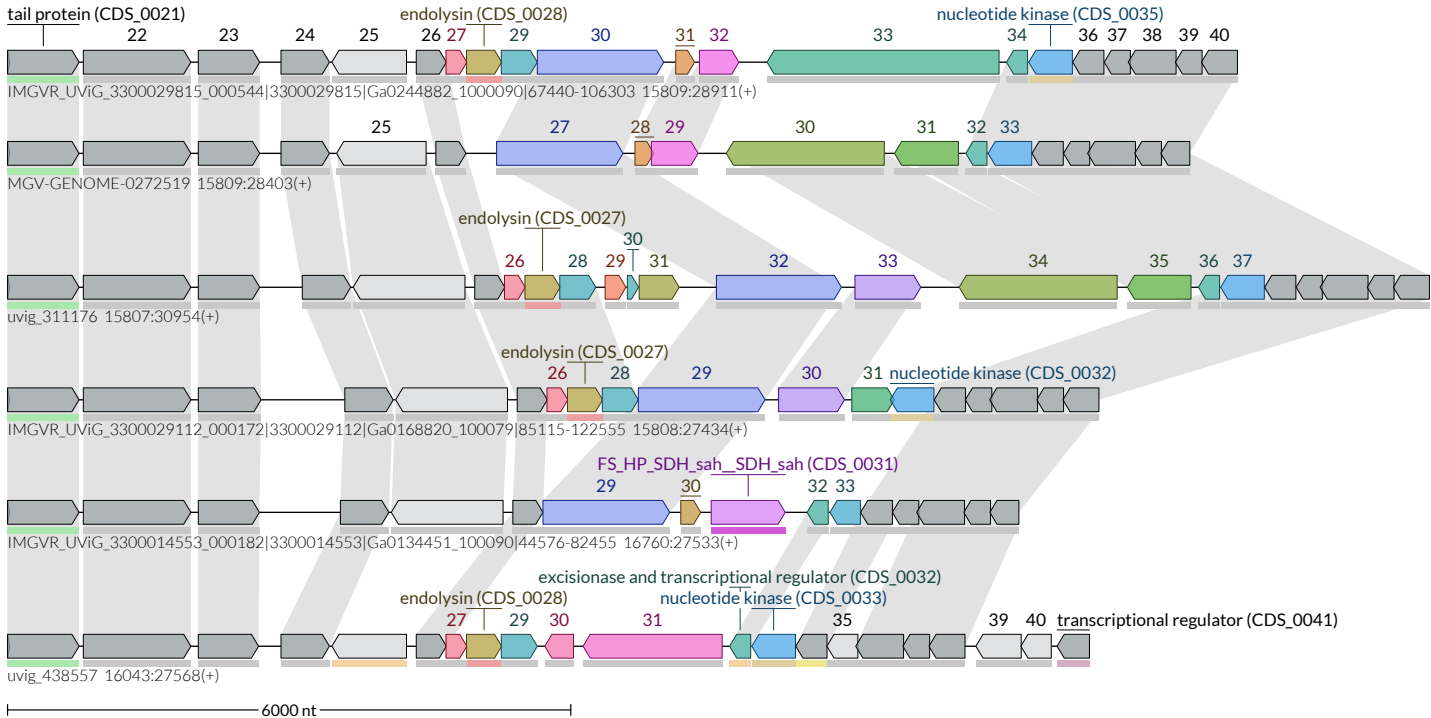 tail protein (CDS_0021) endolysin (CDS_0028) nucleotide kinase (CDS_0035)
22 23 24 25 26 27 29 30 31 32 33 34 36 37 38 39 40
IMGVR_UViG_3300029815_000544|3300029815|Ga0244882_1000090|67440-106303 15809:28911(+)
25 27 28 29 30 31 32 33
MGV-GENOME-0272519 15809:28403(+)
endolysin (CDS_0027)
26 28 29 30 31 32 33 34 35 36 37
uvig_311176 15807:30954(+)
endolysin (CDS_0027)
26 28 29 30 31 nucleotide kinase (CDS_0032)
IMGVR_UViG_3300029112_000172|3300029112|Ga0168820_100079|85115-122555 15808:27434(+)
FS_HP_SDH_sah__SDH_sah (CDS_0031)
29 30 32 33
IMGVR_UViG_3300014553_000182|3300014553|Ga0134451_100090|44576-82455 16760:27533(+)
excisionase and transcriptional regulator (CDS_0032)
endolysin (CDS_0028) nucleotide kinase (CDS_0033)
27 29 30 31 35 39 40 transcriptional regulator (CDS_0041)
uvig_438557 16043:27568(+)
6000 nt